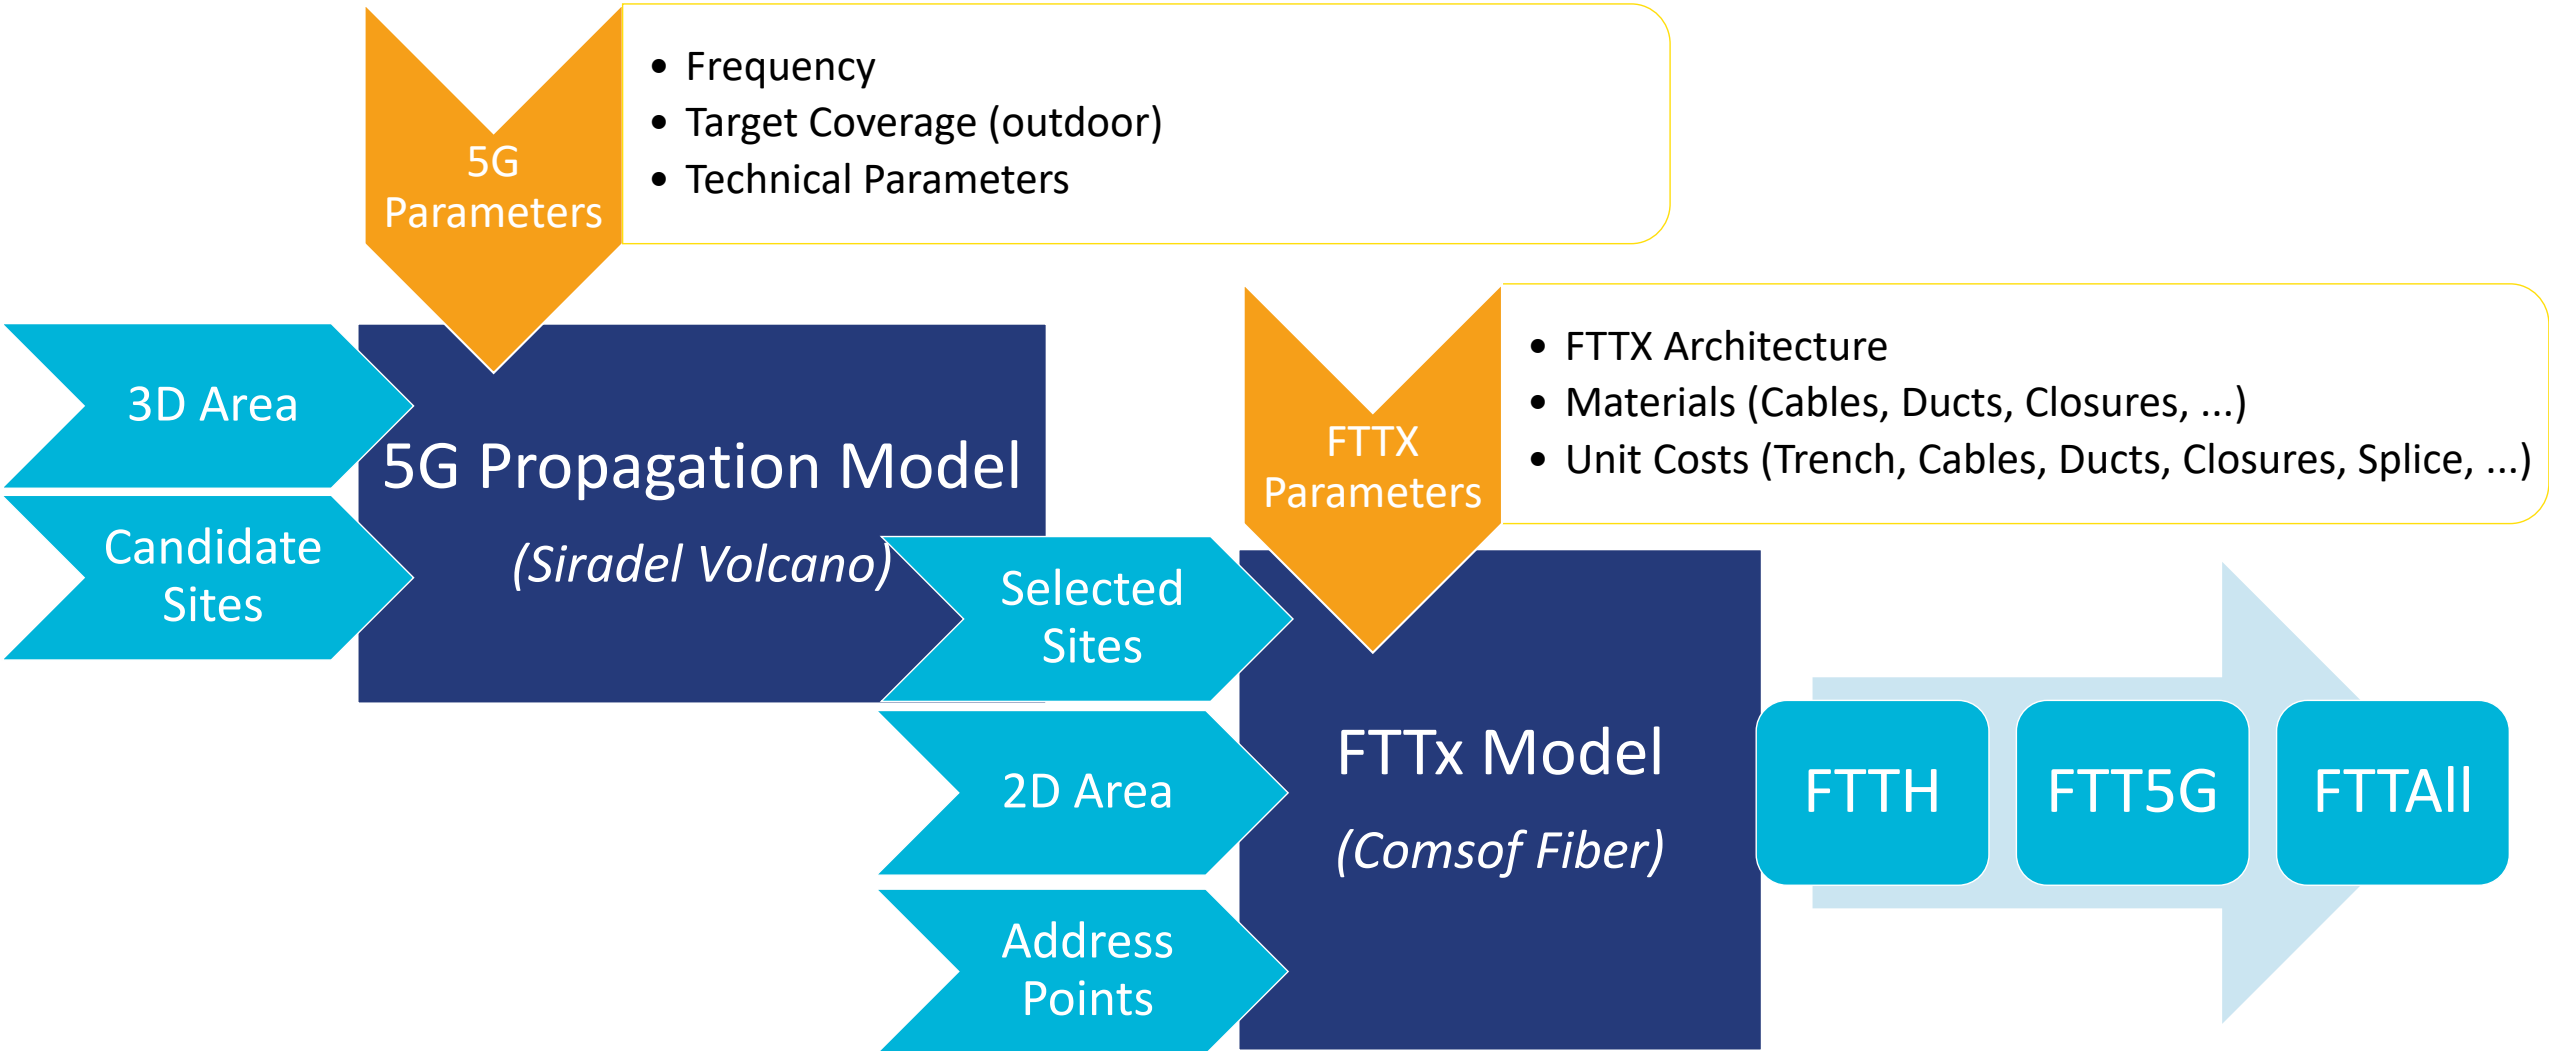 5G
Parameters
• Frequency
• Target Coverage (outdoor)
• Technical Parameters
3D Area
Candidate
Sites
5G Propagation Model
(Siradel Volcano)
FTTX
Parameters
• FTTX Architecture
• Materials (Cables, Ducts, Closures, ...)
• Unit Costs (Trench, Cables, Ducts, Closures, Splice, ...)
Selected
Sites
2D Area
Address
Points
FTTx Model
(Comsof Fiber)
FTTH
FTT5G
FTTAll